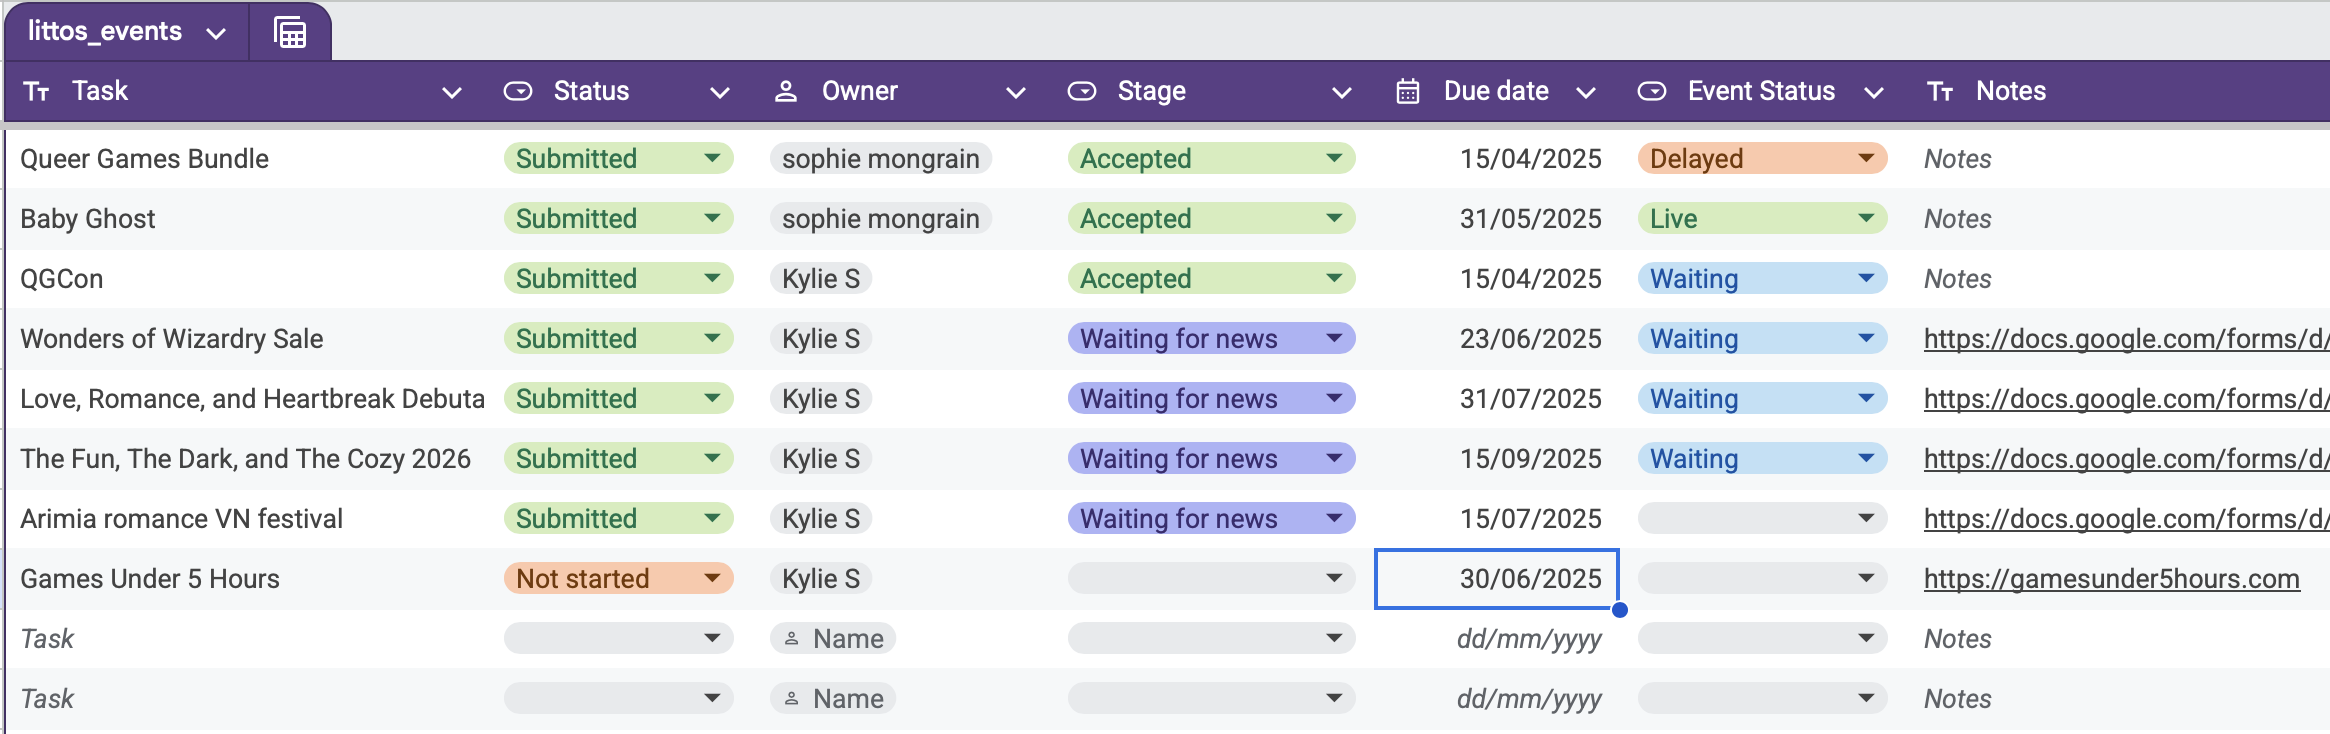 littos_events
Task Status Owner Stage Due date Event Status Notes
Queer Games Bundle Submitted sophie mongrain Accepted 15/04/2025 Delayed Notes
Baby Ghost Submitted sophie mongrain Accepted 31/05/2025 Live Notes
QGCon Submitted Kylie S Accepted 15/04/2025 Waiting Notes
Wonders of Wizardry Sale Submitted Kylie S Waiting for news 23/06/2025 Waiting https://docs.google.com/forms/d/
Love, Romance, and Heartbreak Debuta Submitted Kylie S Waiting for news 31/07/2025 Waiting https://docs.google.com/forms/d/
The Fun, The Dark, and The Cozy 2026 Submitted Kylie S Waiting for news 15/09/2025 Waiting https://docs.google.com/forms/d/
Arimia romance VN festival Submitted Kylie S Waiting for news 15/07/2025 https://docs.google.com/forms/d/
Games Under 5 Hours Not started Kylie S 30/06/2025 https://gamesunder5hours.com
Task Name dd/mm/yyyy Notes
Task Name dd/mm/yyyy Notes